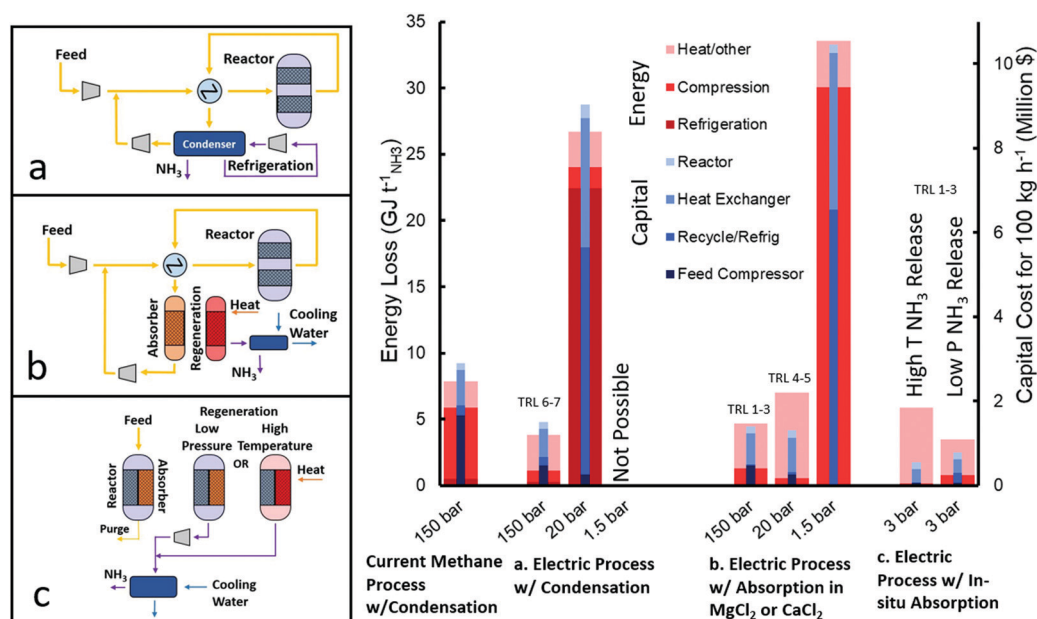 Feed
Reactor
Condenser
NH3
Refrigeration
a
Feed
Reactor
Absorber
Regeneration
Heat
Cooling
Water
NH3
b
Regeneration
Feed
Low
Pressure
OR
High
Temperature
Reactor
Absorber
Heat
Purge
NH3
Cooling
Water
c
Energy Loss (GJ t-1NH3)
35
30
25
20
15
10
5
0
Energy
Heat/other
Compression
Refrigeration
Capital
Reactor
Heat Exchanger
Recycle/Refrig
Feed Compressor
TRL 6-7
Not Possible
TRL 1-3
TRL 4-5
TRL 1-3
High T NH3 Release
Low P NH3 Release
10
8
6
4
2
0
Capital Cost for 100 kg h-1 (Million $)
150 bar
150 bar
20 bar
1.5 bar
150 bar
20 bar
1.5 bar
3 bar
3 bar
Current Methane
Process
w/Condensation
a. Electric Process
w/ Condensation
b. Electric Process
w/ Absorption in
MgCl2 or CaCl2
c. Electric
Process w/ In-
situ Absorption